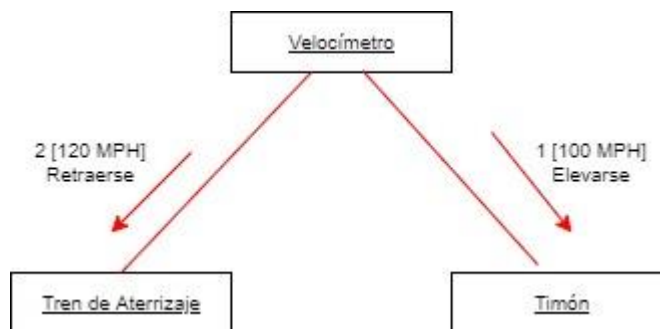 Velocímetro
2 [120 MPH]
Retraerse
1 [100 MPH]
Elevarse
Tren de Aterrizaje
Timón